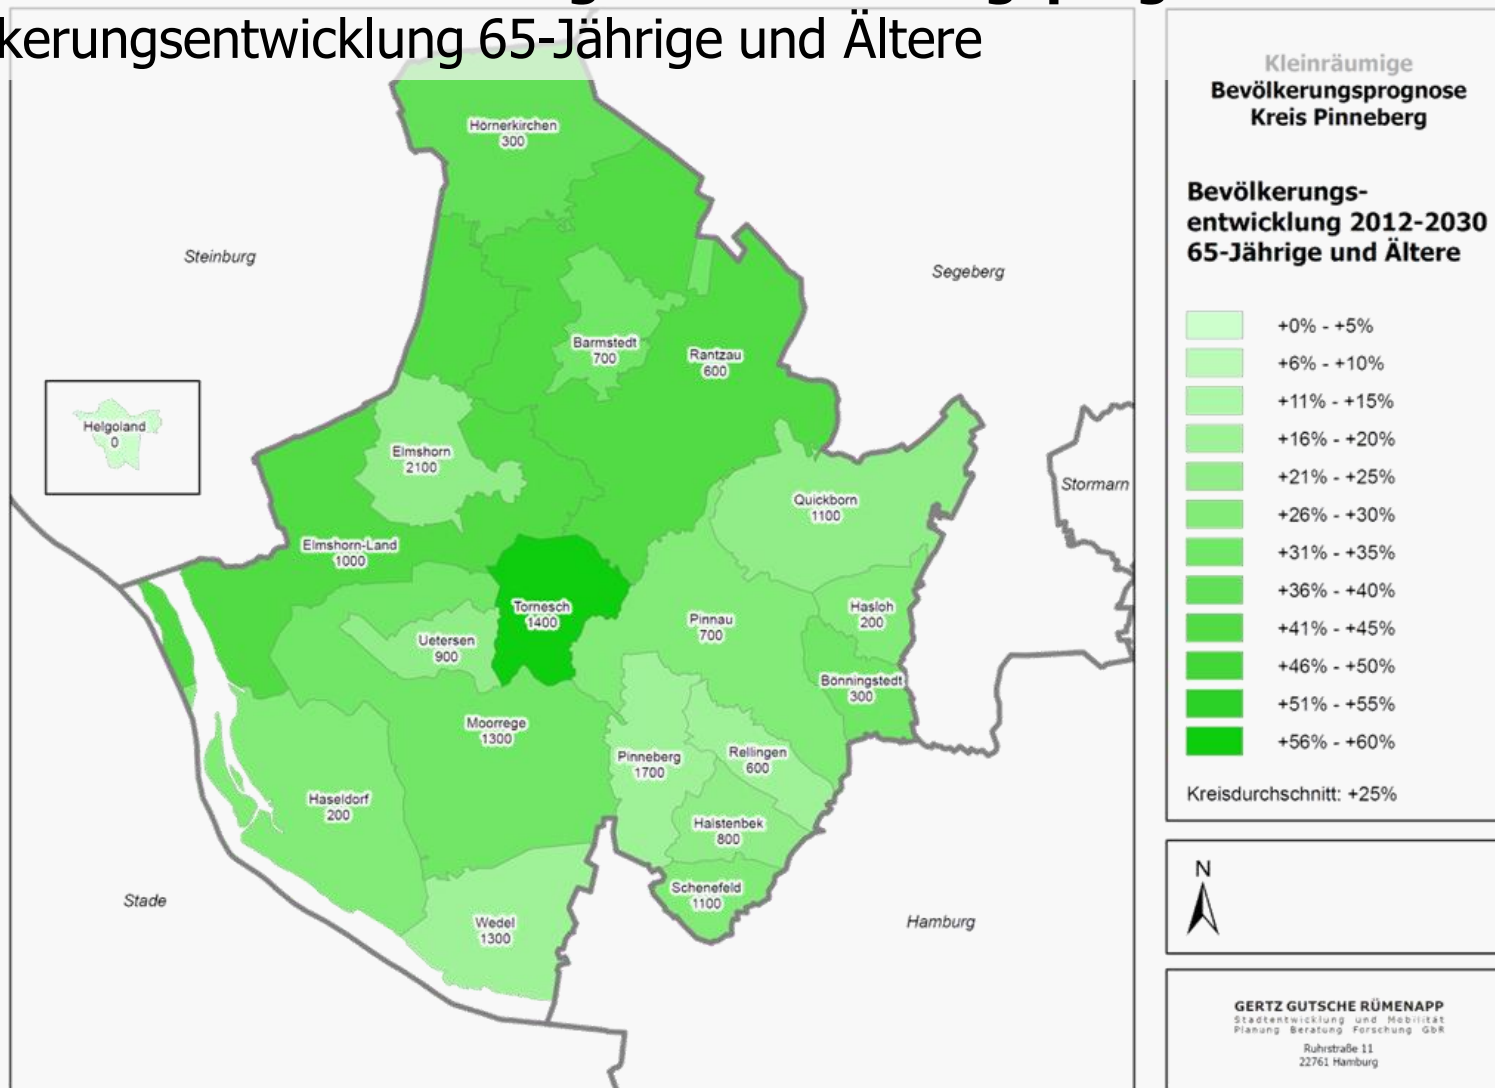 kerungsentwicklung 65-Jährige und Ältere
Kleinräumige
Bevölkerungsprognose
Kreis Pinneberg
Bevölkerungs-
entwicklung 2012-2030
65-Jährige und Ältere
+0% - +5%
+6% - +10%
+11% - +15%
+16% - +20%
+21% - +25%
+26% - +30%
+31% - +35%
+36% - +40%
+41% - +45%
+46% - +50%
+51% - +55%
+56% - +60%
Kreisdurchschnitt: +25%
N
GERTZ GUTSCHE RÜMENAPP
Stadtentwicklung und Mobilität
Planung Beratung Forschung GbR
Ruhrstraße 11
22761 Hamburg
Hörnerkirchen
300
Steinburg
Segeberg
Barmstedt
700
Rantzau
600
Helgoland
0
Elmshorn
2100
Stormarn
Quickborn
1100
Elmshorn-Land
1000
Tornesch
1400
Hasloh
200
Pinnau
700
Uetersen
900
Bönningstedt
300
Moorrege
1300
Pinneberg
1700
Rellingen
600
Haseldorf
200
Halstenbek
800
Schenefeld
1100
Stade
Wedel
1300
Hamburg